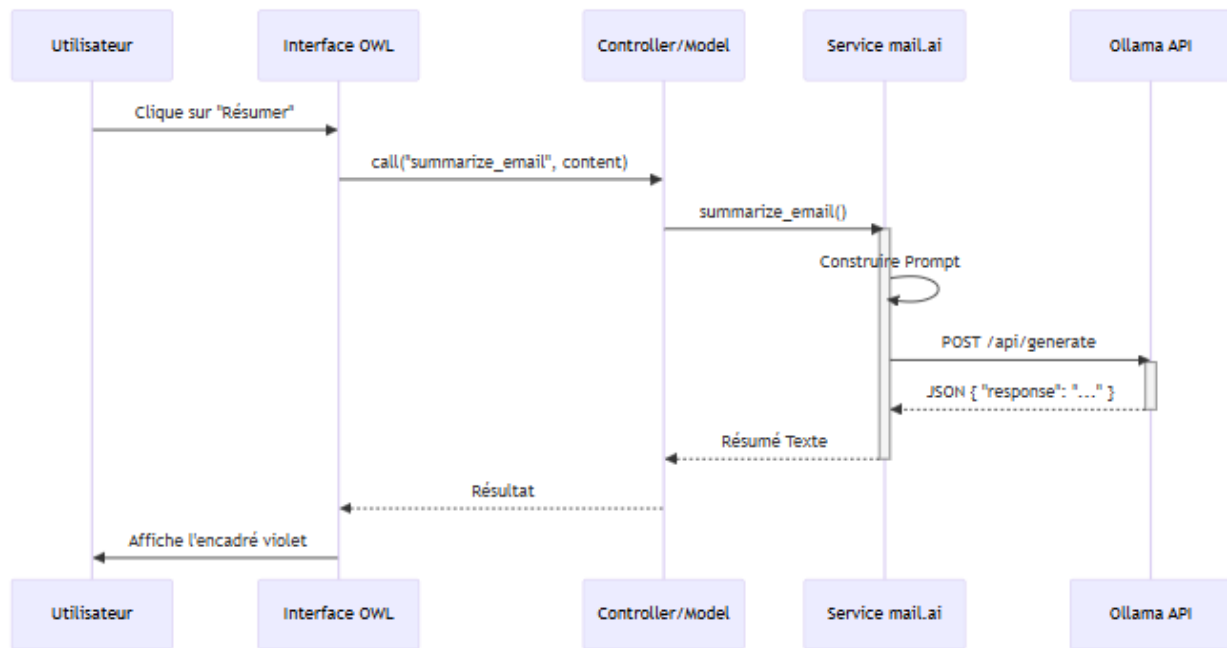 Utilisateur
Interface OWL
Controller/Model
Service mail.ai
Ollama API
Clique sur "Résumer"
call("summarize_email", content)
summarize_email()
Construire Prompt
POST /api/generate
JSON { "response": "..." }
Résumé Texte
Résultat
Affiche l'encadré violet
Utilisateur
Interface OWL
Controller/Model
Service mail.ai
Ollama API